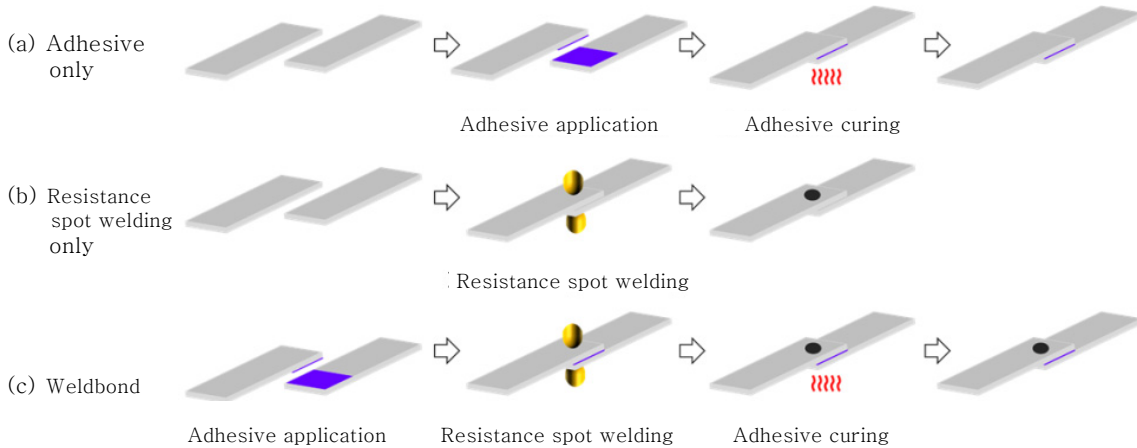 (a) Adhesive
only
Adhesive application
Adhesive curing
(b) Resistance
spot welding
only
Resistance spot welding
(c) Weldbond
Adhesive application
Resistance spot welding
Adhesive curing